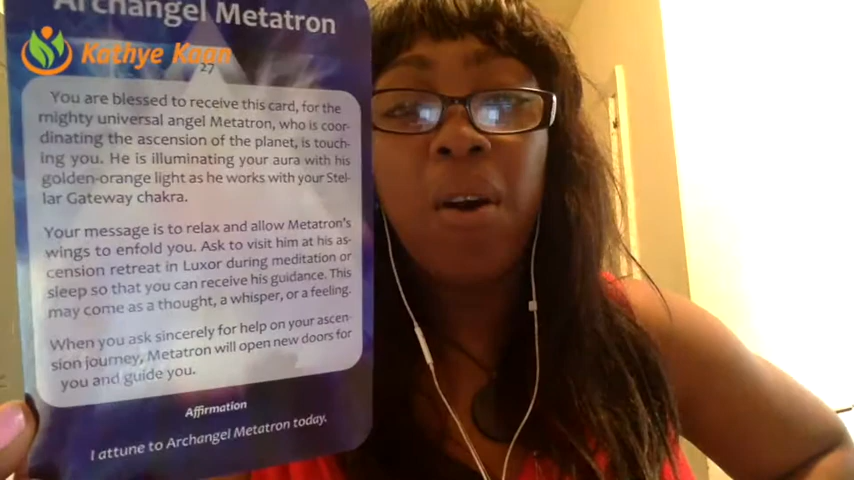 Archangel Metatron
Kathye Kaan
27
You are blessed to receive this card, for the
mighty universal angel Metatron, who is coor-
dinating the ascension of the planet, is touch-
ing you. He is illuminating your aura with his
golden-orange light as he works with your Stel-
lar Gateway chakra.
Your message is to relax and allow Metatron's
wings to enfold you. Ask to visit him at his as-
cension retreat in Luxor during meditation or
sleep so that you can receive his guidance. This
may come as a thought, a whisper, or a feeling.
When you ask sincerely for help on your ascen-
sion journey, Metatron will open new doors for
you and guide you.
Affirmation
I attune to Archangel Metatron today.